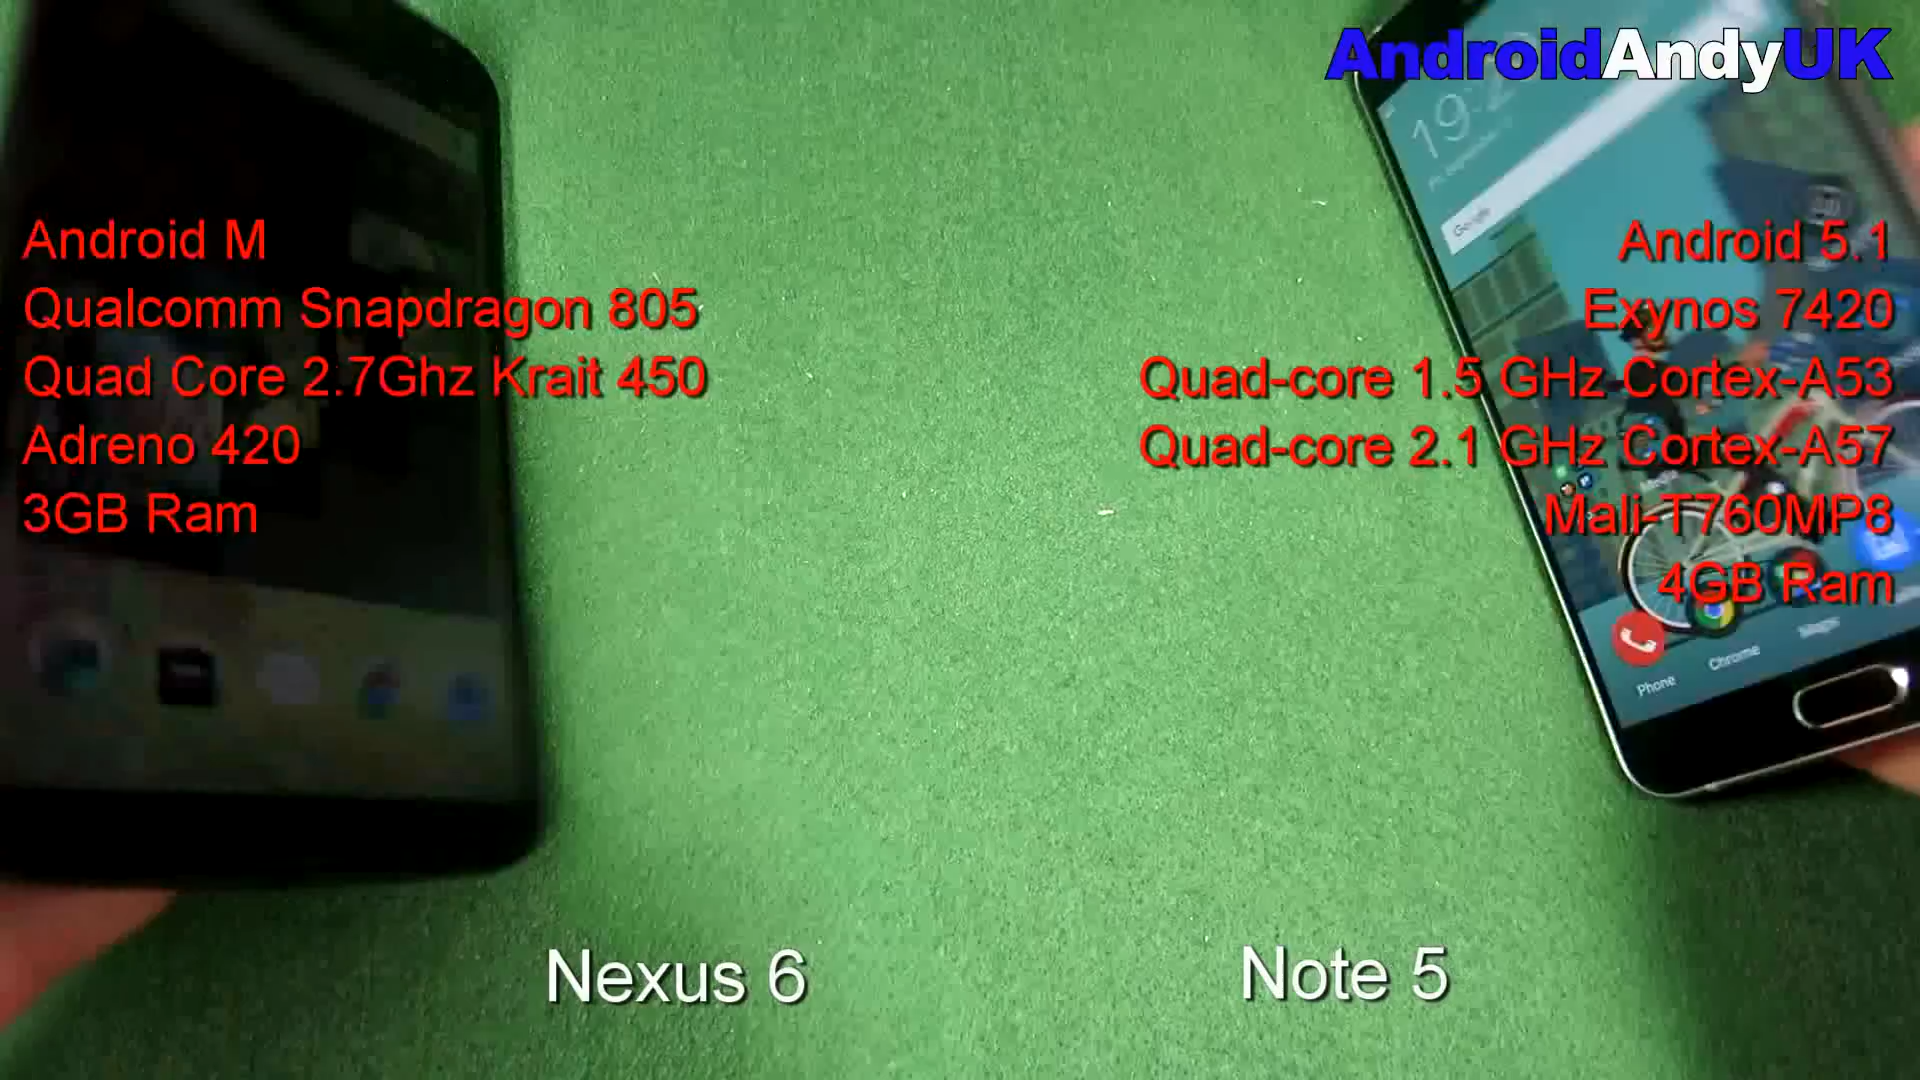 AndroidAndyUK
Android M
Qualcomm Snapdragon 805
Quad Core 2.7Ghz Krait 450
Adreno 420
3GB Ram
Android 5.1
Exynos 7420
Quad-core 1.5 GHz Cortex-A53
Quad-core 2.1 GHz Cortex-A57
Mali-T760MP8
4GB Ram
Google
Phone
Chrome
Nexus 6
Note 5